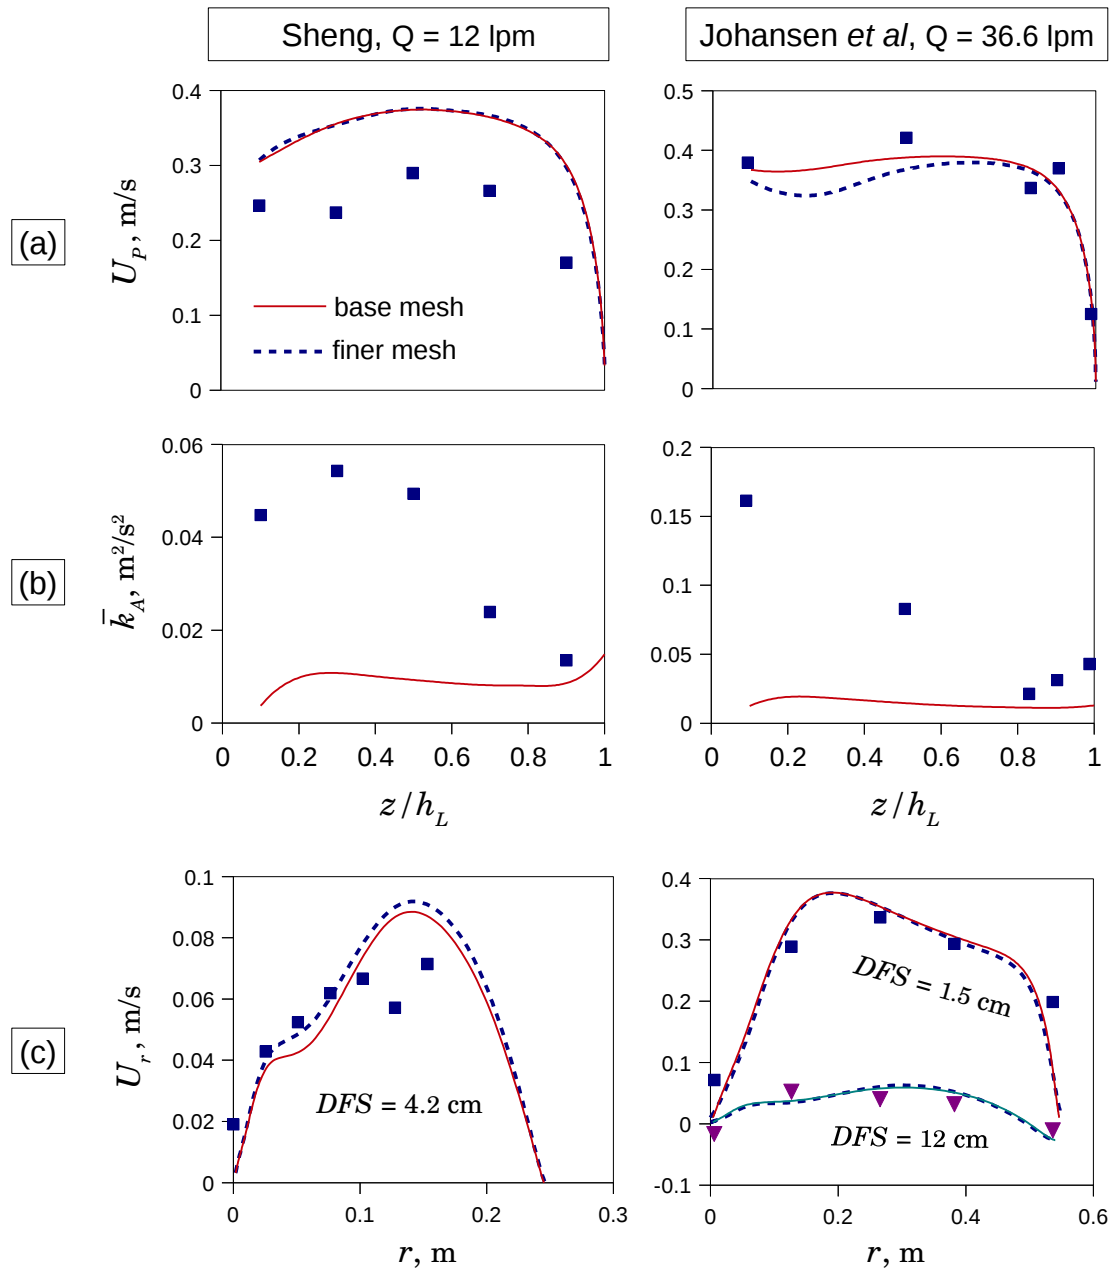 Sheng, Q = 12 lpm
Johansen et al, Q = 36.6 lpm
(a)
U_P, m/s
0.4
0.3
0.2
0.1
0
base mesh
finer mesh
0.5
0.4
0.3
0.2
0.1
0
(b)
k̄_A, m²/s²
0.06
0.04
0.02
0
0 0.2 0.4 0.6 0.8 1
z/h_L
0.2
0.15
0.1
0.05
0
0 0.2 0.4 0.6 0.8 1
z/h_L
(c)
U_r, m/s
0.1
0.08
0.06
0.04
0.02
0
DFS = 4.2 cm
0 0.1 0.2 0.3
r, m
0.4
0.3
0.2
0.1
0
-0.1
DFS = 1.5 cm
DFS = 12 cm
0 0.2 0.4 0.6
r, m